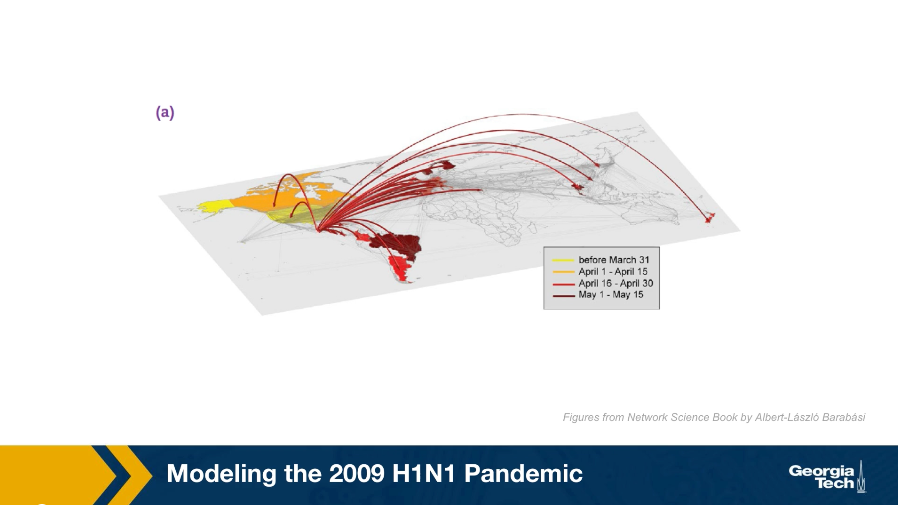 (a)
before March 31
April 1 - April 15
April 16 - April 30
May 1 - May 15
Figures from Network Science Book by Albert-László Barabási
Modeling the 2009 H1N1 Pandemic
Georgia
Tech